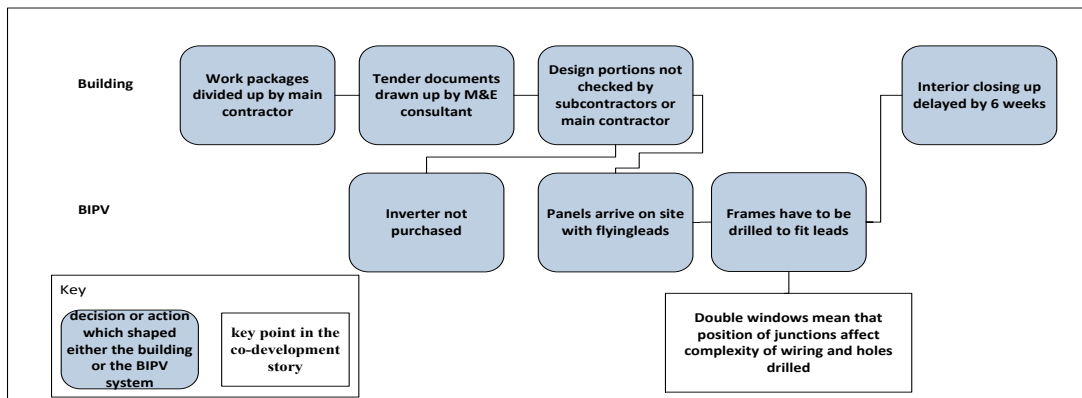 Building
Work packages
divided up by main
contractor
Tender documents
drawn up by M&E
consultant
Design portions not
checked by
subcontractors or
main contractor
Interior closing up
delayed by 6 weeks
BIPV
Inverter not
purchased
Panels arrive on site
with flyingleads
Frames have to be
drilled to fit leads
Double windows mean that
position of junctions affect
complexity of wiring and holes
drilled
Key
decision or action
which shaped
either the building
or the BIPV
system
key point in the
co-development
story